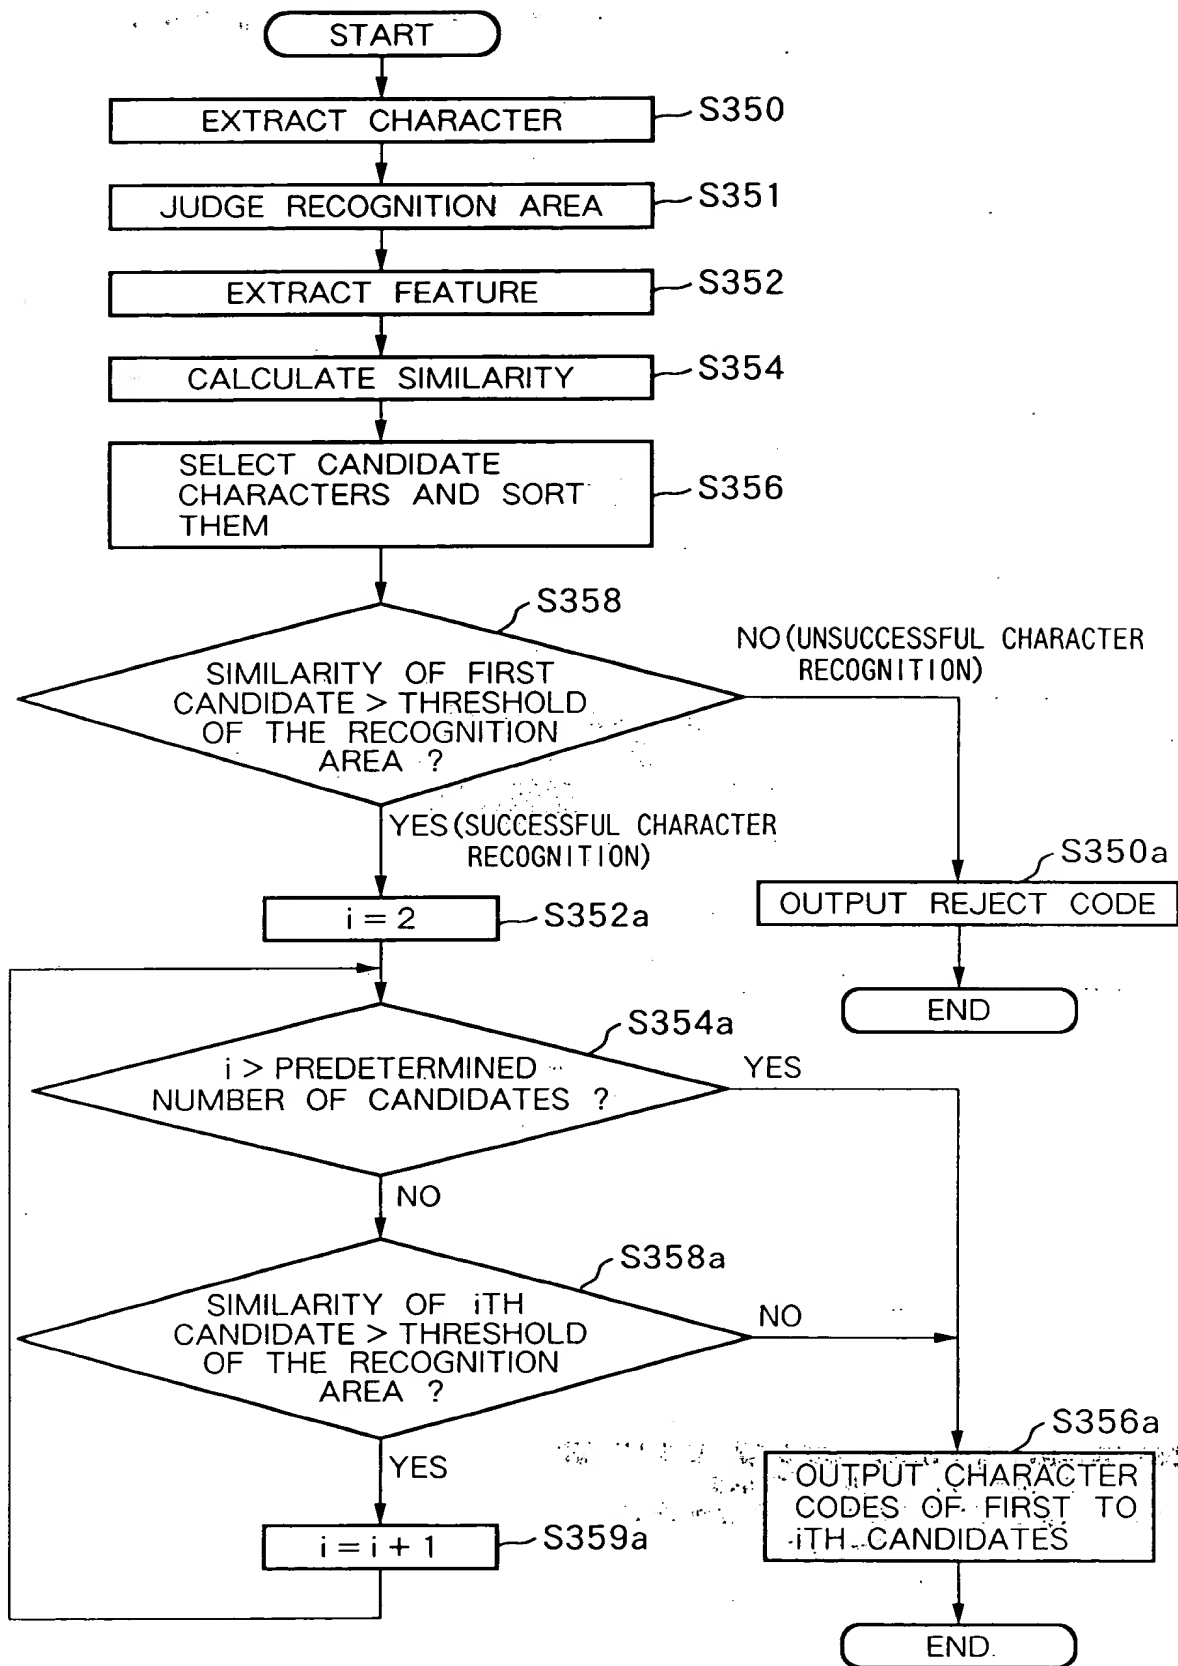 START
EXTRACT CHARACTER
S350
JUDGE RECOGNITION AREA
S351
EXTRACT FEATURE
S352
CALCULATE SIMILARITY
S354
SELECT CANDIDATE
CHARACTERS AND SORT
THEM
S356
S358
SIMILARITY OF FIRST
CANDIDATE > THRESHOLD
OF THE RECOGNITION
AREA ?
NO (UNSUCCESSFUL CHARACTER
RECOGNITION)
YES (SUCCESSFUL CHARACTER
RECOGNITION)
S350a
OUTPUT REJECT CODE
END
i = 2
S352a
S354a
i > PREDETERMINED
NUMBER OF CANDIDATES ?
YES
NO
S358a
SIMILARITY OF iTH
CANDIDATE > THRESHOLD
OF THE RECOGNITION
AREA ?
NO
YES
S356a
OUTPUT CHARACTER
CODES OF FIRST TO
iTH CANDIDATES
i = i + 1
S359a
END